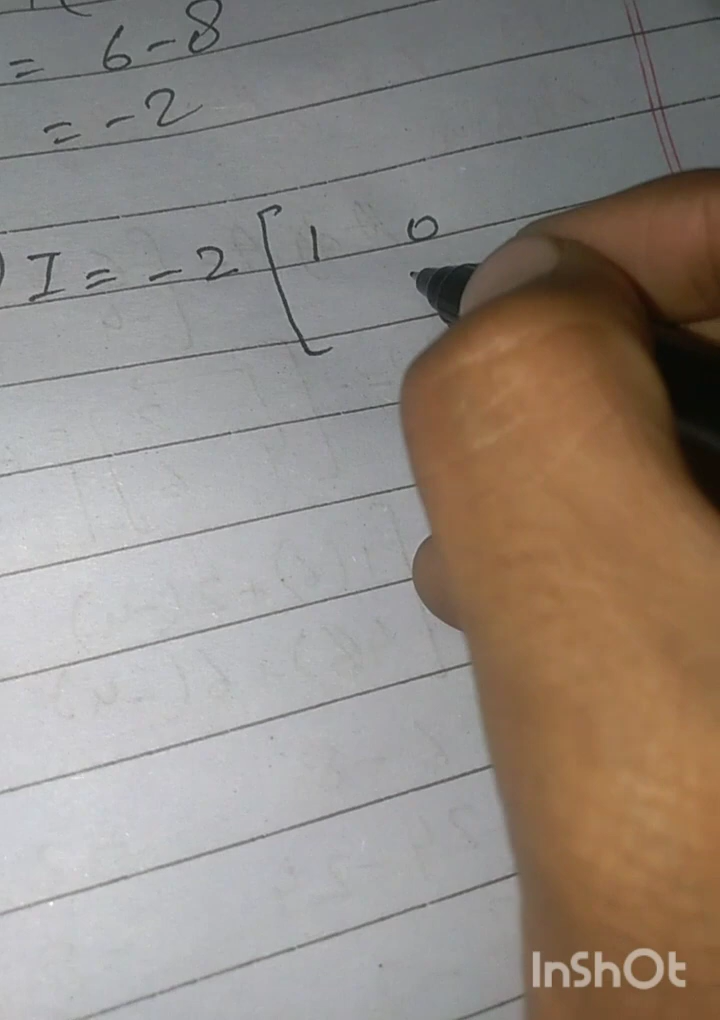 = 6-8
= -2
) I = -2 [ 1 0
InShOt